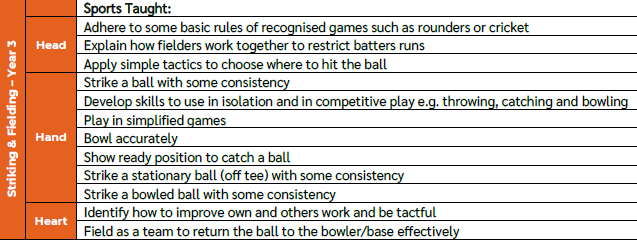 Striking & Fielding – Year 3
Sports Taught:
Head
Adhere to some basic rules of recognised games such as rounders or cricket
Explain how fielders work together to restrict batters runs
Apply simple tactics to choose where to hit the ball
Hand
Strike a ball with some consistency
Develop skills to use in isolation and in competitive play e.g. throwing, catching and bowling
Play in simplified games
Bowl accurately
Show ready position to catch a ball
Strike a stationary ball (off tee) with some consistency
Strike a bowled ball with some consistency
Heart
Identify how to improve own and others work and be tactful
Field as a team to return the ball to the bowler/base effectively